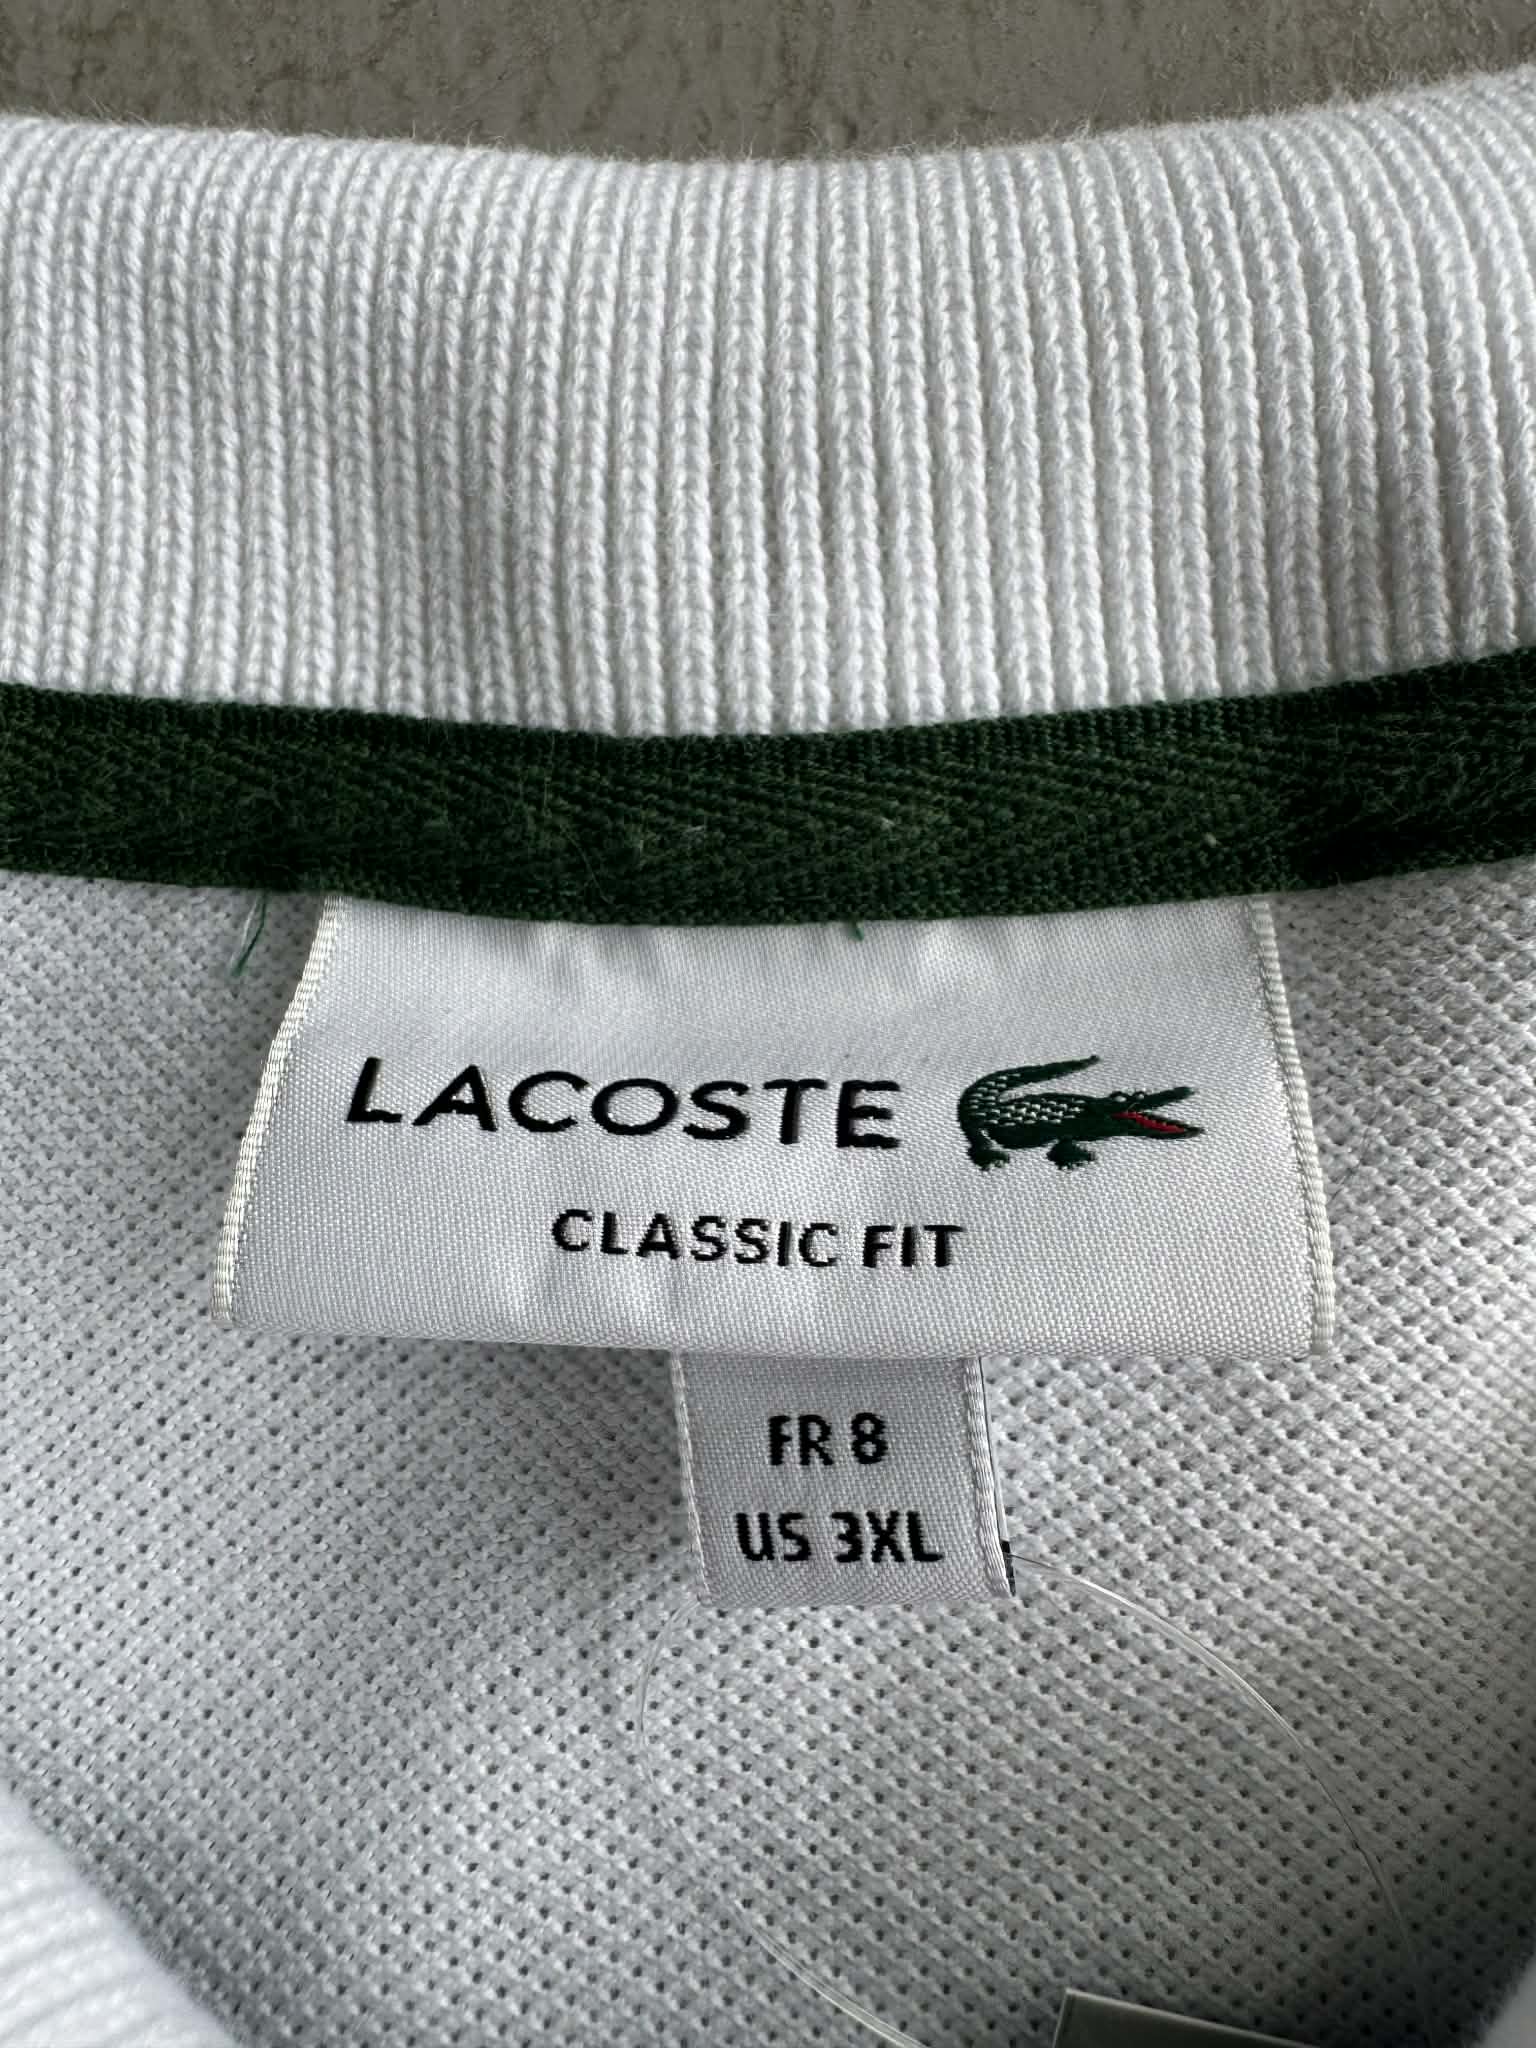 LACOSTE
CLASSIC FIT
FR 8
US 3XL